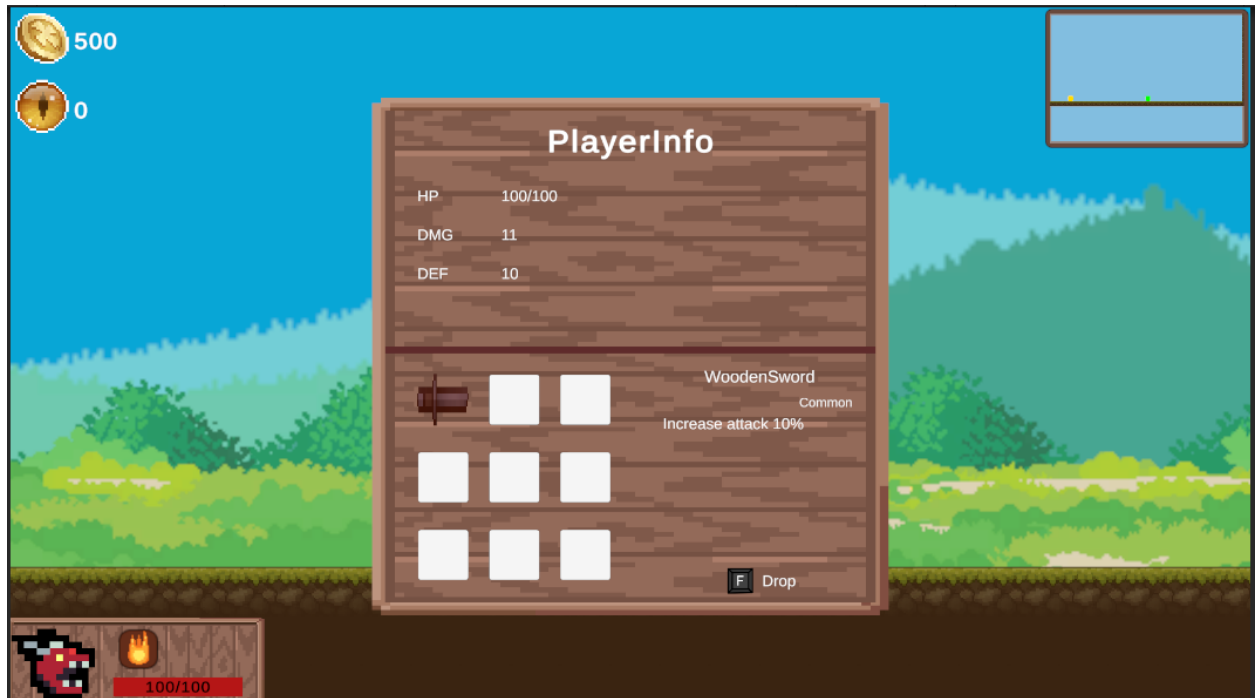 500
0
PlayerInfo
HP 100/100
DMG 11
DEF 10
WoodenSword
Common
Increase attack 10%
F Drop
100/100